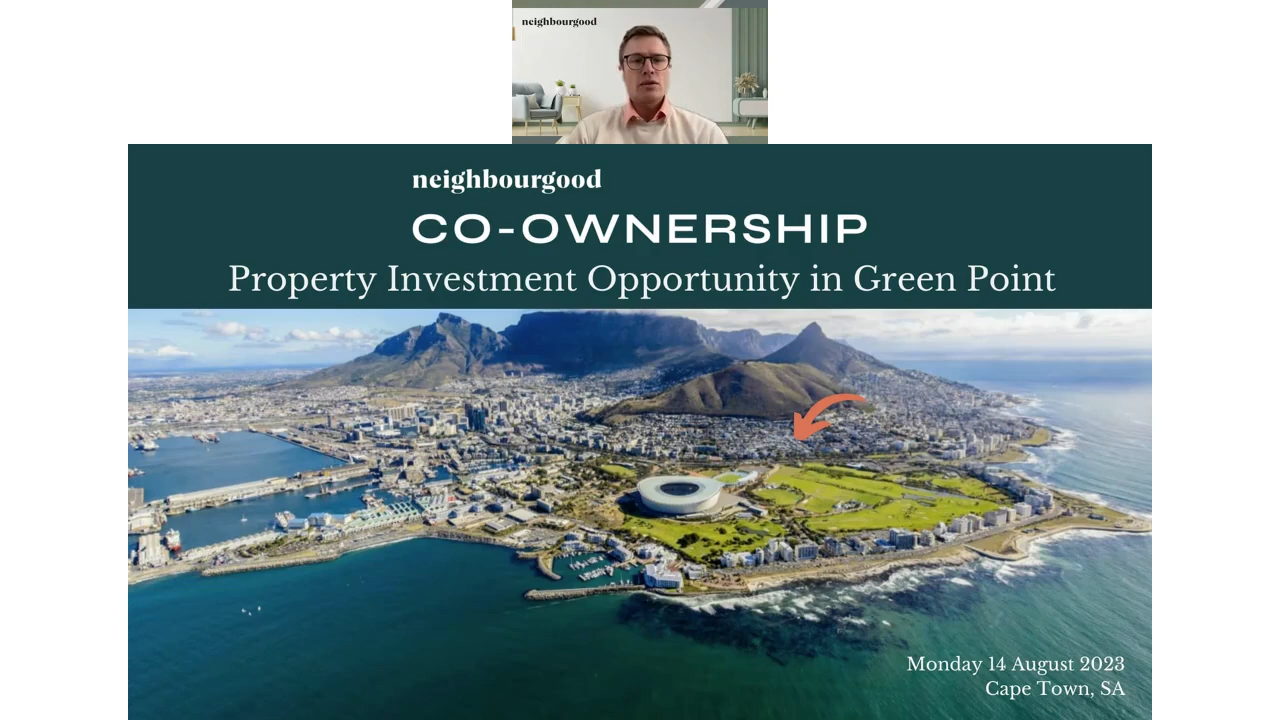 neighbourgood
neighbourgood
CO-OWNERSHIP
Property Investment Opportunity in Green Point
Monday 14 August 2023
Cape Town, SA